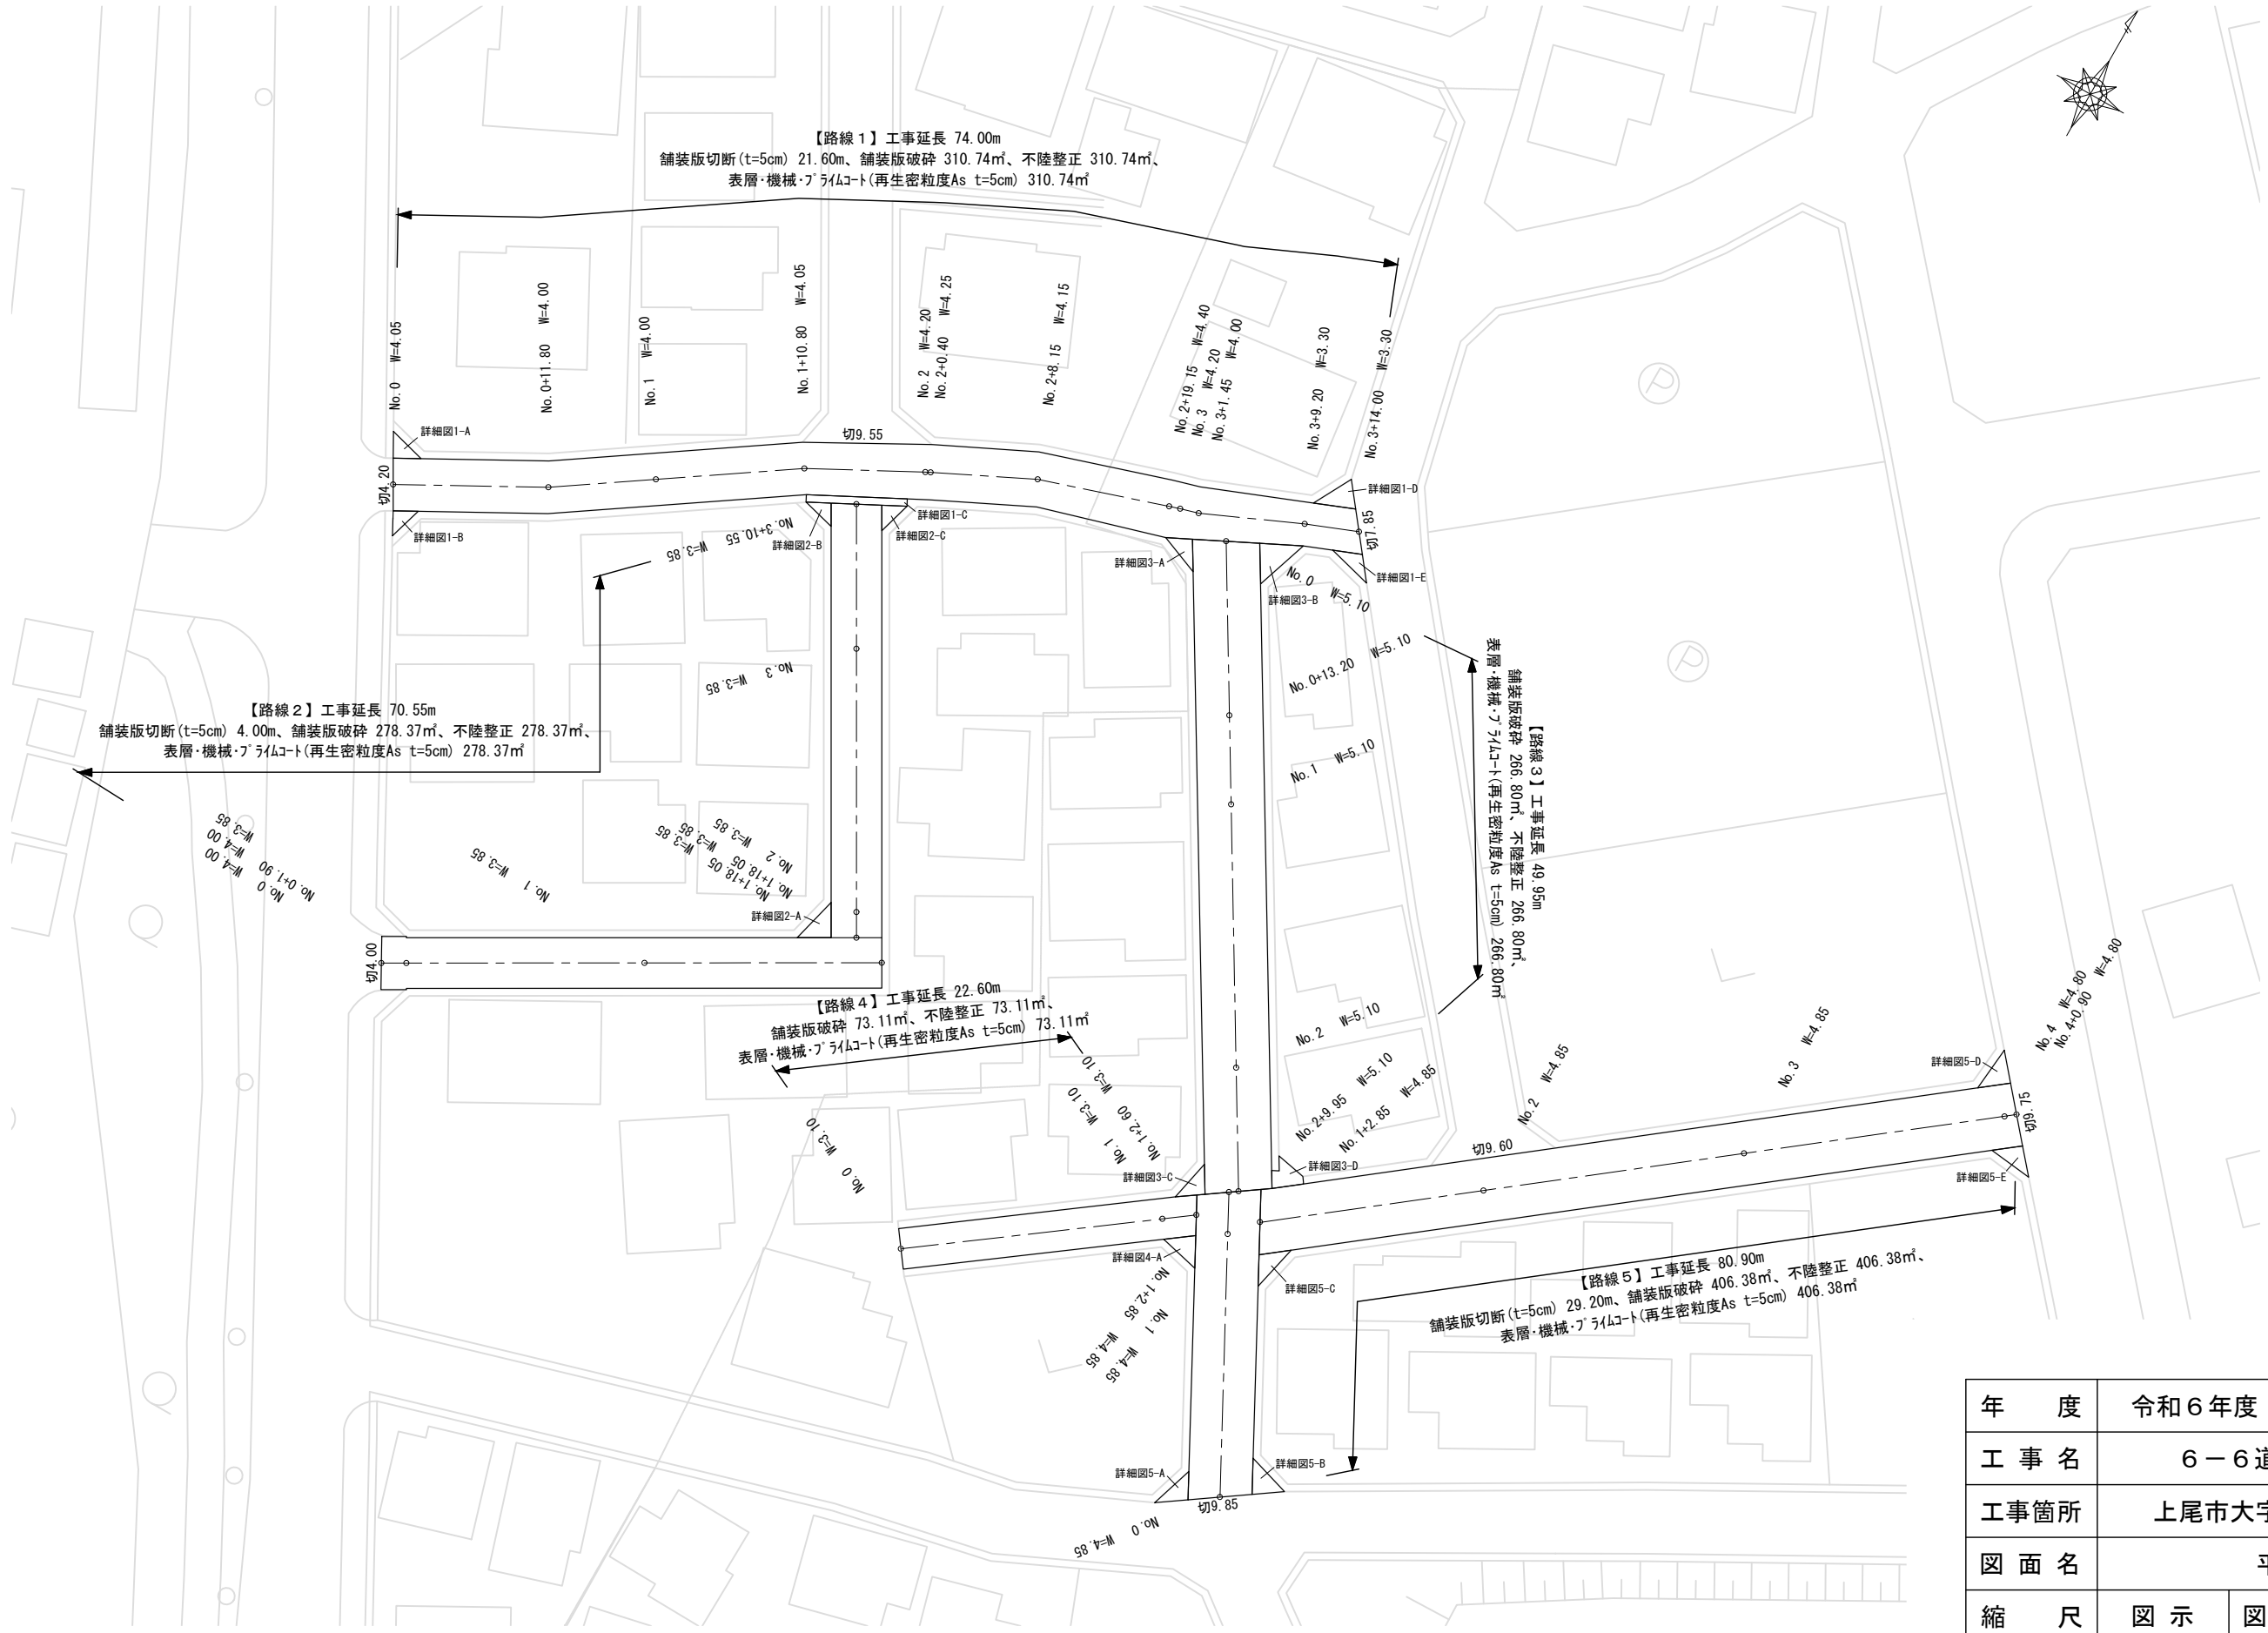 【路線１】工事延長 74.00m
舗装版切断(t=5cm) 21.60m、舗装版破砕 310.74㎡、不陸整正 310.74㎡、
表層・機械・ﾌﾟﾗｲﾑｺｰﾄ(再生密粒度As t=5cm) 310.74㎡
No.0 W=4.05
No.0+11.80 W=4.00
No.1 W=4.00
No.1+10.80 W=4.05
No.2 W=4.20
No.2+0.40 W=4.25
No.2+8.15 W=4.15
No.2+19.15 W=4.40
No.3 W=4.20
No.3+1.45 W=4.00
No.3+9.20 W=3.30
No.3+14.00 W=3.30
詳細図1-A
切9.55
切4.20
詳細図1-B
詳細図1-C
詳細図1-D
切7.85
詳細図1-E
詳細図2-B
詳細図2-C
No.3+10.55 W=3.85
No.3 W=3.85
詳細図3-A
詳細図3-B
No.0 W=5.10
No.0+13.20 W=5.10
No.1 W=5.10
【路線３】工事延長 49.95m
舗装版破砕 266.80㎡、不陸整正 266.80㎡、
表層・機械・ﾌﾟﾗｲﾑｺｰﾄ(再生密粒度As t=5cm) 266.80㎡
【路線２】工事延長 70.55m
舗装版切断(t=5cm) 4.00m、舗装版破砕 278.37㎡、不陸整正 278.37㎡、
表層・機械・ﾌﾟﾗｲﾑｺｰﾄ(再生密粒度As t=5cm) 278.37㎡
No.0 W=4.00
No.0+1.90 W=4.00
W=3.85
No.1 W=3.85
No.1+18.05 W=3.85
No.1+18.05 W=3.85
No.2 W=3.85
詳細図2-A
切4.00
【路線４】工事延長 22.60m
舗装版破砕 73.11㎡、不陸整正 73.11㎡、
表層・機械・ﾌﾟﾗｲﾑｺｰﾄ(再生密粒度As t=5cm) 73.11㎡
No.0 W=3.10
No.1 W=3.10
No.1+2.60 W=3.10
No.2 W=5.10
No.2+9.95 W=5.10
No.1+2.85 W=4.85
No.2 W=4.85
No.3 W=4.85
No.4 W=4.80
No.4+0.90 W=4.80
詳細図3-C
詳細図3-D
切9.60
詳細図5-D
切9.75
詳細図5-E
詳細図4-A
詳細図5-C
No.1+2.85 W=4.85
No.1 W=4.85
【路線５】工事延長 80.90m
舗装版切断(t=5cm) 29.20m、舗装版破砕 406.38㎡、不陸整正 406.38㎡、
表層・機械・ﾌﾟﾗｲﾑｺｰﾄ(再生密粒度As t=5cm) 406.38㎡
詳細図5-A
詳細図5-B
切9.85
No.0 W=4.85
P
P
年 度 令和６年度
工 事 名 ６－６道
工事箇所 上尾市大字
図 面 名 平
縮 尺 図 示 図